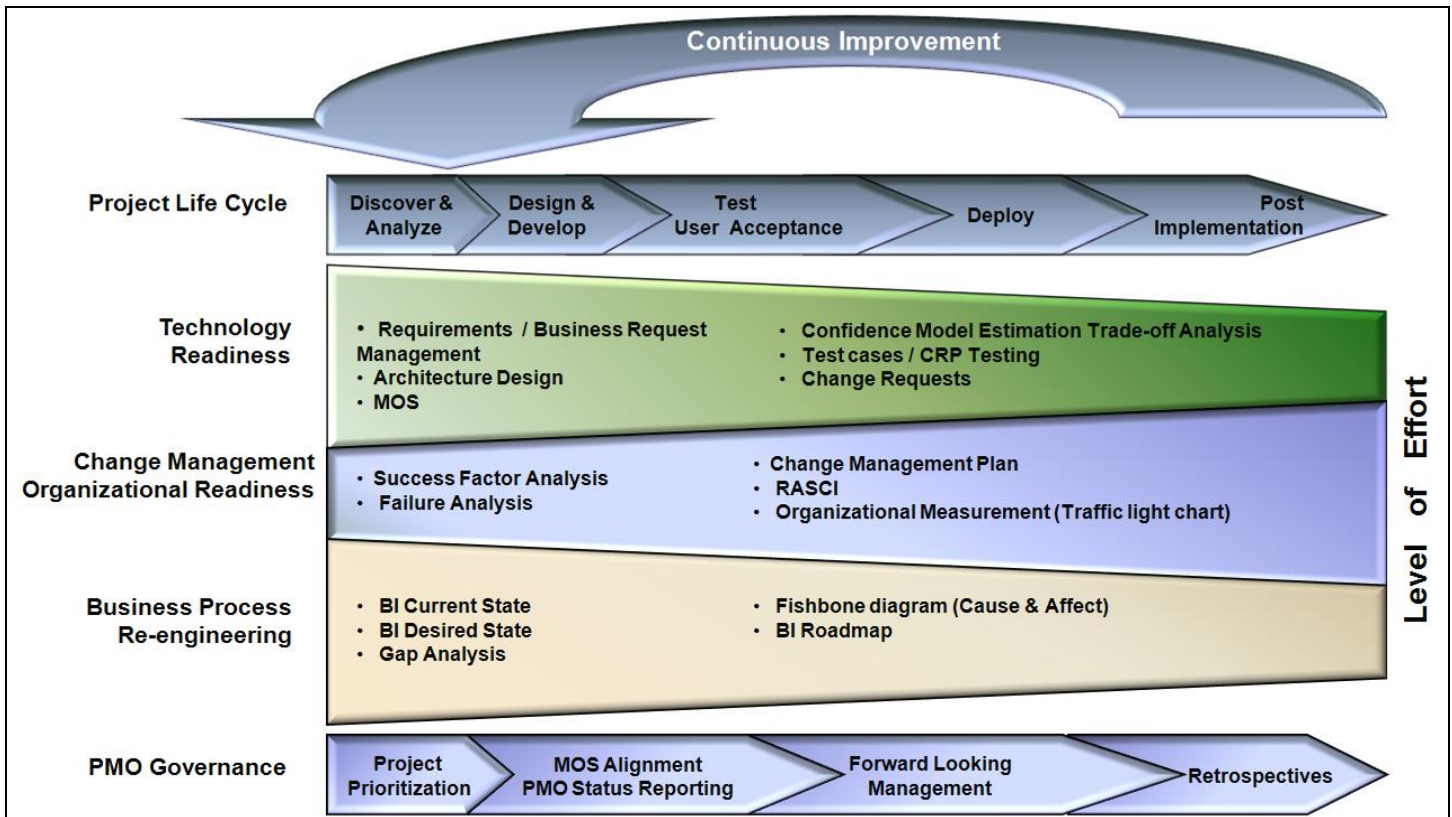 Continuous Improvement
Project Life Cycle
Discover &
Analyze
Design &
Develop
Test
User Acceptance
Deploy
Post
Implementation
Technology
Readiness
• Requirements / Business Request
Management
• Architecture Design
• MOS
• Confidence Model Estimation Trade-off Analysis
• Test cases / CRP Testing
• Change Requests
Change Management
Organizational Readiness
• Success Factor Analysis
• Failure Analysis
• Change Management Plan
• RASCI
• Organizational Measurement (Traffic light chart)
Business Process
Re-engineering
• BI Current State
• BI Desired State
• Gap Analysis
• Fishbone diagram (Cause & Affect)
• BI Roadmap
Level of Effort
PMO Governance
Project
Prioritization
MOS Alignment
PMO Status Reporting
Forward Looking
Management
Retrospectives